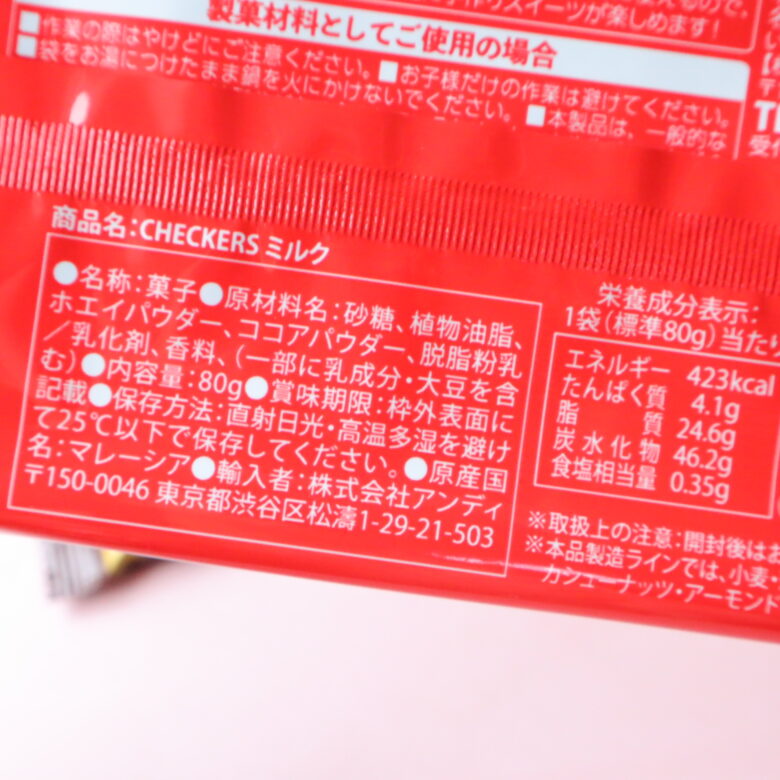 手作りスイーツが楽しめます!
製菓材料としてご使用の場合
■作業の際はやけどにご注意ください。■お子様だけの作業は避けてください。
■袋をお湯につけたまま鍋を火にかけないでください。■本製品は、一般的な
商品名:CHECKERS ミルク
●名称:菓子●原材料名:砂糖、植物油脂、
ホエイパウダー、ココアパウダー、脱脂粉乳
/乳化剤、香料、(一部に乳成分・大豆を含
む)●内容量:80g●賞味期限:枠外表面に
記載●保存方法:直射日光・高温多湿を避け
て25℃以下で保存してください。●原産国
名:マレーシア●輸入者:株式会社アンディ
〒150-0046 東京都渋谷区松濤1-29-21-503
栄養成分表示:
1袋(標準80g)当たり
エネルギー 423kcal
たんぱく質 4.1g
脂質 24.6g
炭水化物 46.2g
食塩相当量 0.35g
※取扱上の注意:開封後はお
※本品製造ラインでは、小麦・
カシューナッツ・アーモンド